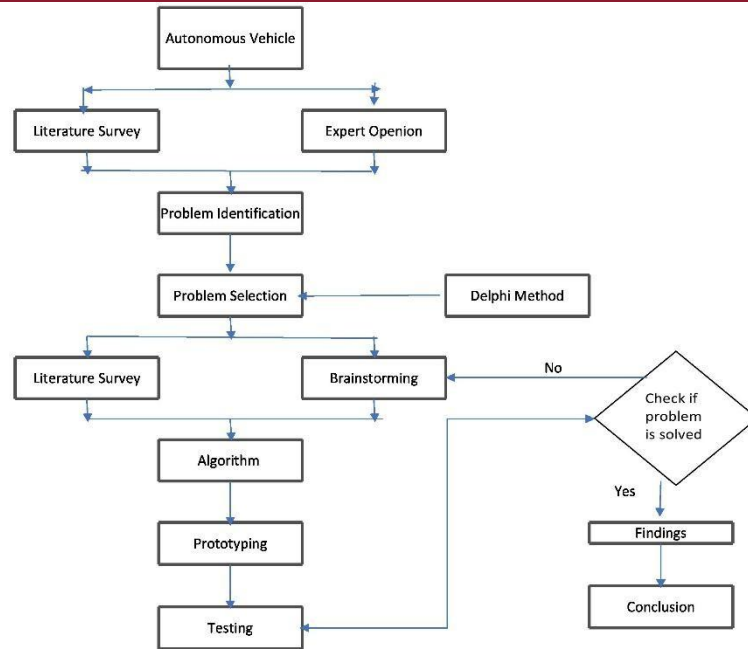 Autonomous Vehicle
Literature Survey
Expert Openion
Problem Identification
Problem Selection
Delphi Method
Literature Survey
Brainstorming
No
Check if
problem
is solved
Algorithm
Yes
Prototyping
Findings
Testing
Conclusion